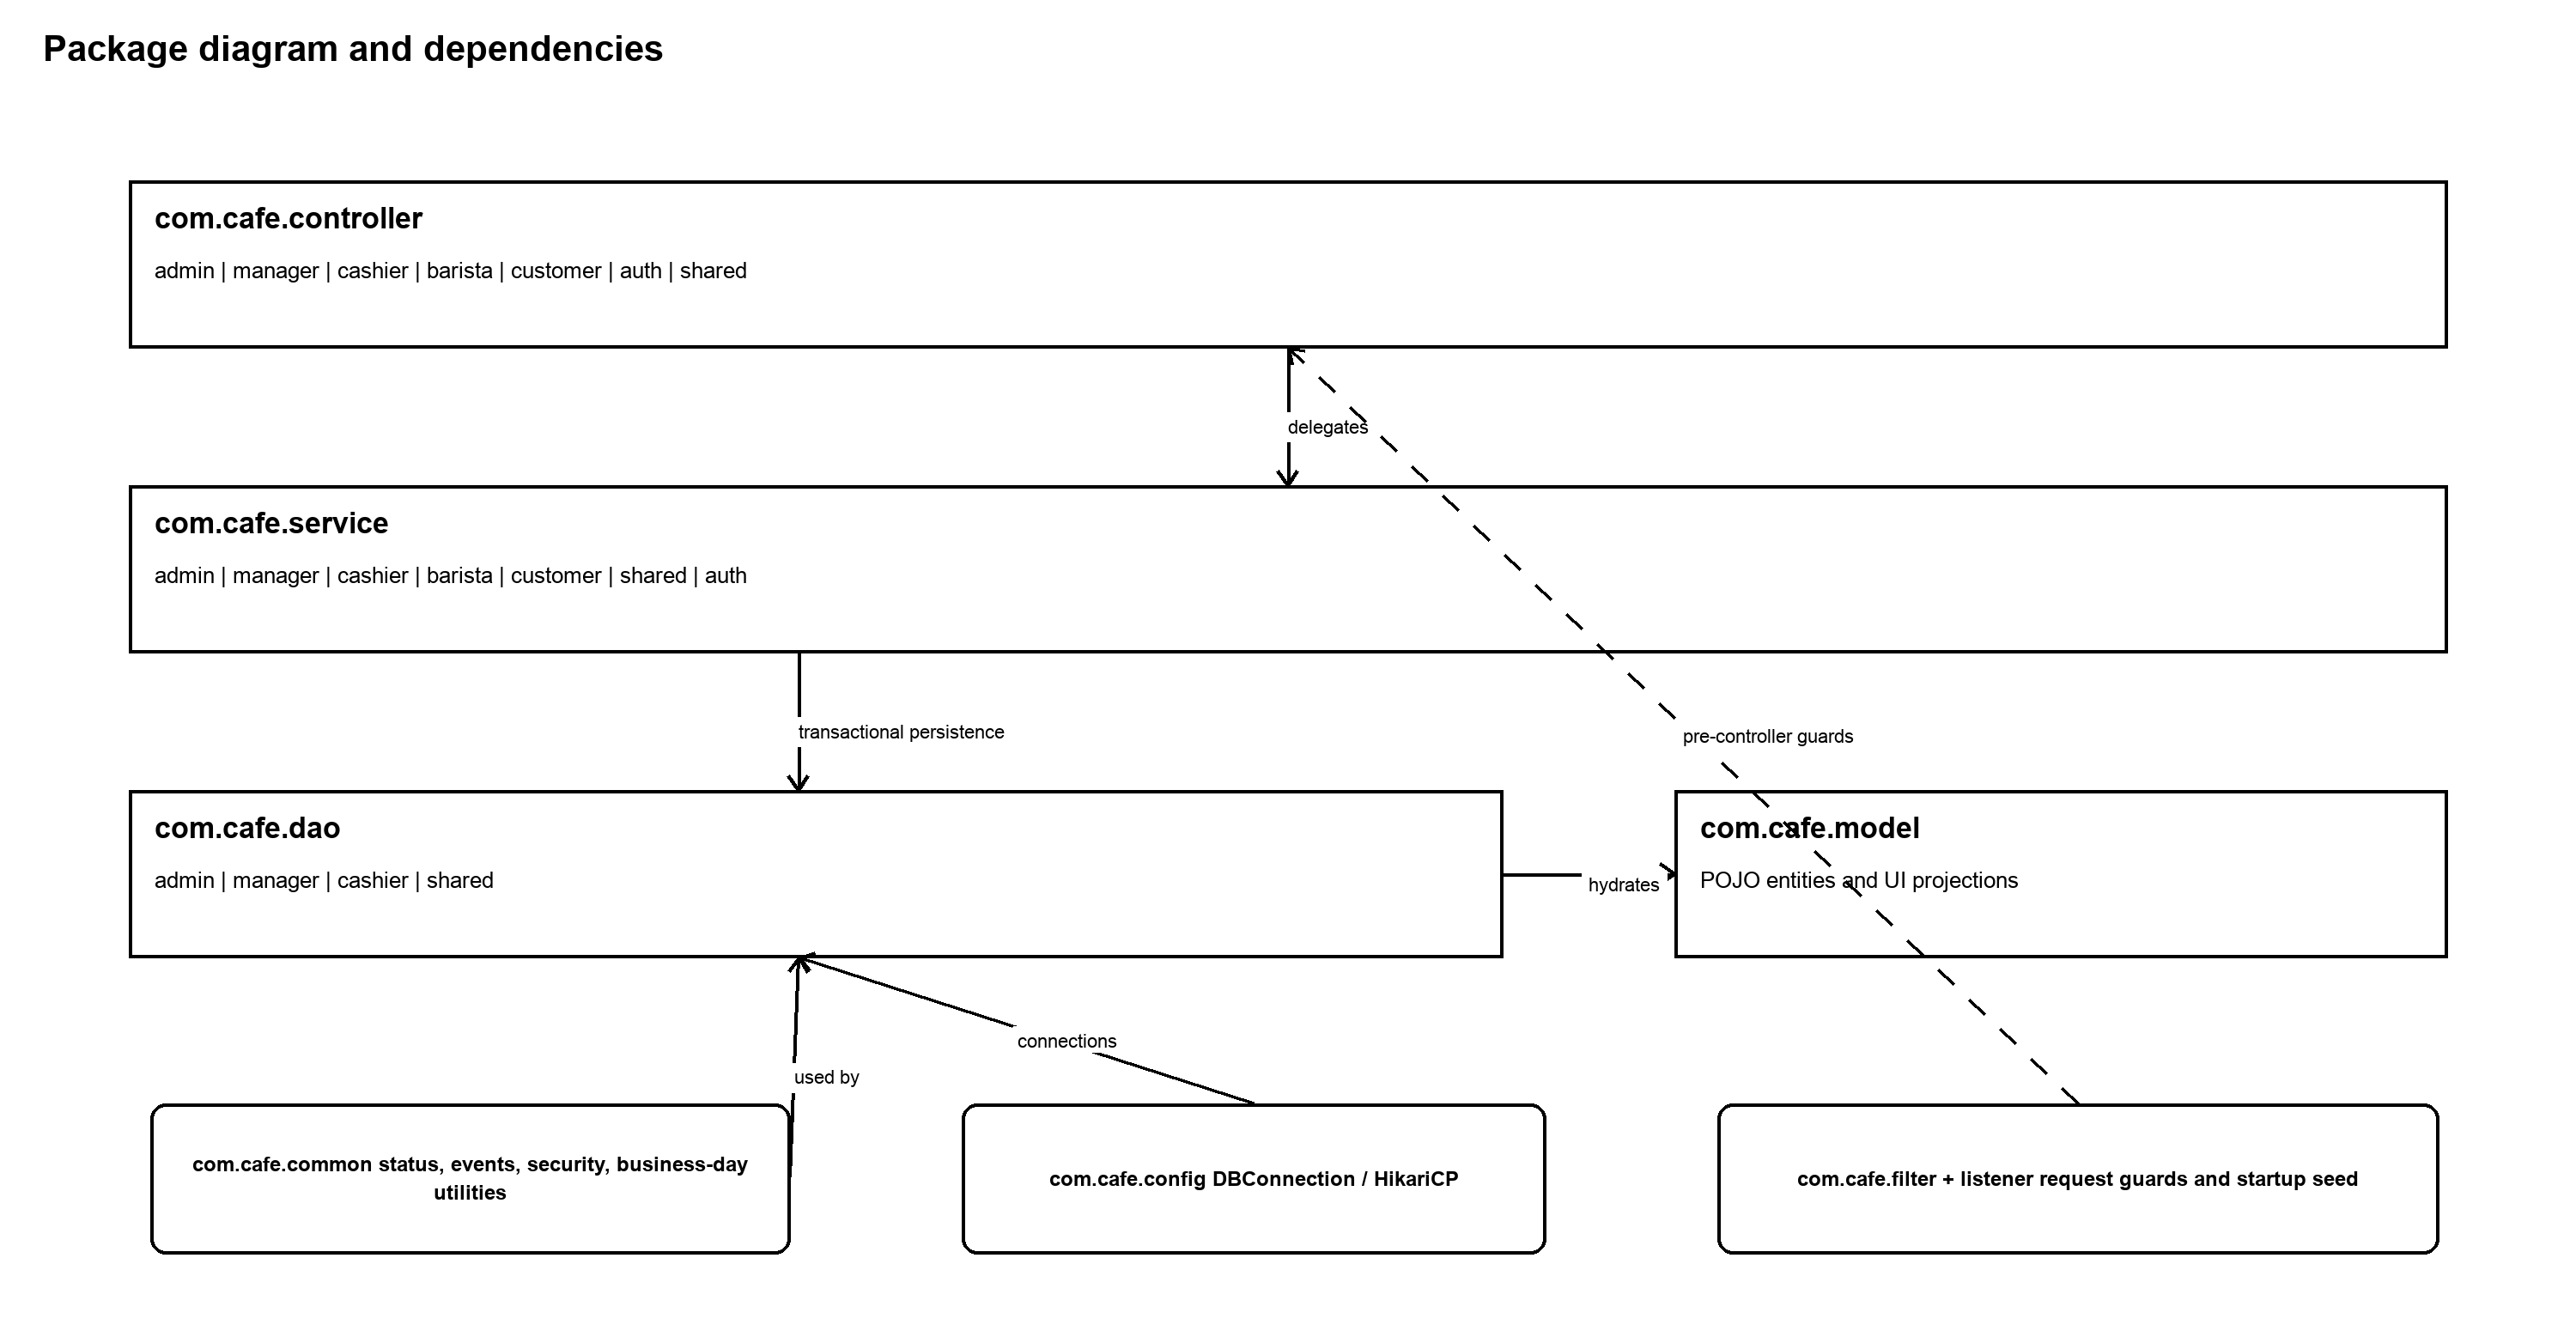 Package diagram and dependencies
com.cafe.controller
admin | manager | cashier | barista | customer | auth | shared
delegates
com.cafe.service
admin | manager | cashier | barista | customer | shared | auth
transactional persistence
pre-controller guards
com.cafe.dao
admin | manager | cashier | shared
hydrates
com.cafe.model
POJO entities and UI projections
connections
used by
com.cafe.common status, events, security, business-day
utilities
com.cafe.config DBConnection / HikariCP
com.cafe.filter + listener request guards and startup seed